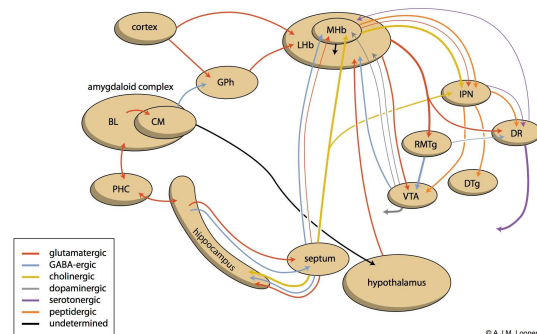 cortex
MHb
LHb
GPh
amygdaloid complex
BL
CM
IPN
DR
RMTg
DTg
VTA
PHC
hippocampus
septum
hypothalamus
glutamatergic
GABA-ergic
cholinergic
dopaminergic
serotonergic
peptidergic
undetermined